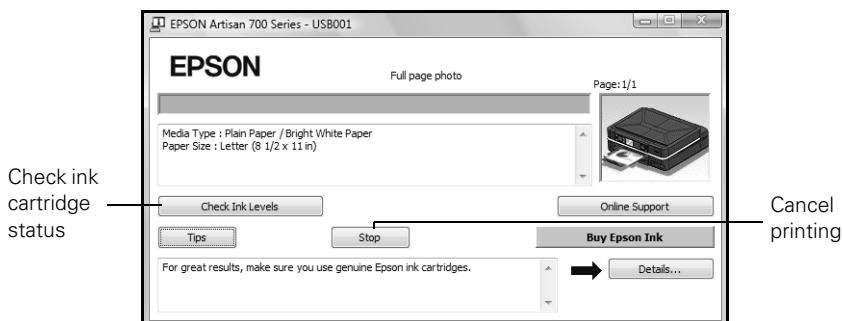 EPSON Artisan 700 Series - USB001
EPSON
Full page photo
Page:1/1
Media Type : Plain Paper / Bright White Paper
Paper Size : Letter (8 1/2 x 11 in)
Check ink
cartridge
status
Check Ink Levels
Online Support
Cancel
printing
Tips
Stop
Buy Epson Ink
For great results, make sure you use genuine Epson ink cartridges.
Details...